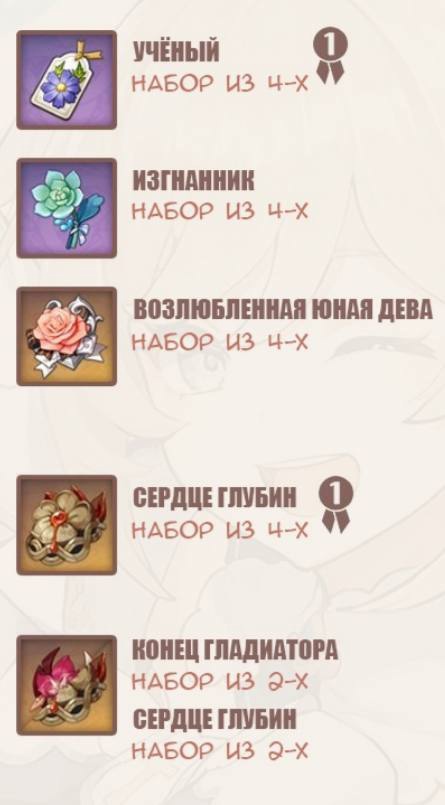 УЧЁНЫЙ
1
НАБОР ИЗ 4-Х
ИЗГНАННИК
НАБОР ИЗ 4-Х
ВОЗЛЮБЛЕННАЯ ЮНАЯ ДЕВА
НАБОР ИЗ 4-Х
СЕРДЦЕ ГЛУБИН
1
НАБОР ИЗ 4-Х
КОНЕЦ ГЛАДИАТОРА
НАБОР ИЗ 2-Х
СЕРДЦЕ ГЛУБИН
НАБОР ИЗ 2-Х